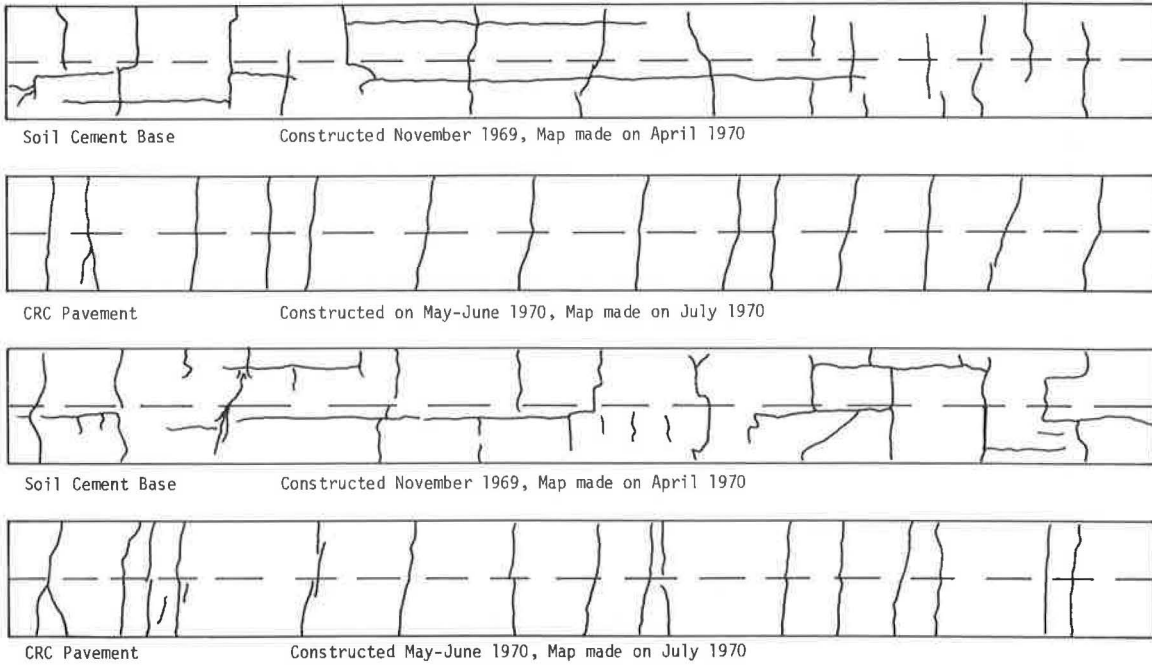 Soil Cement Base Constructed November 1969, Map made on April 1970
CRC Pavement Constructed on May-June 1970, Map made on July 1970
Soil Cement Base Constructed November 1969, Map made on April 1970
CRC Pavement Constructed May-June 1970, Map made on July 1970